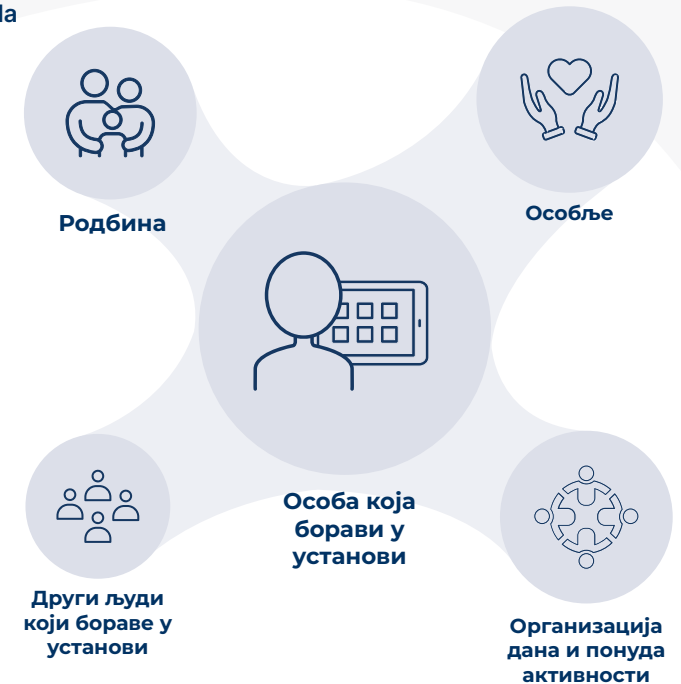 la
Родбина
Особље
Особа која
борави у
установи
Други људи
који бораве у
установи
Организација
дана и понуда
активности